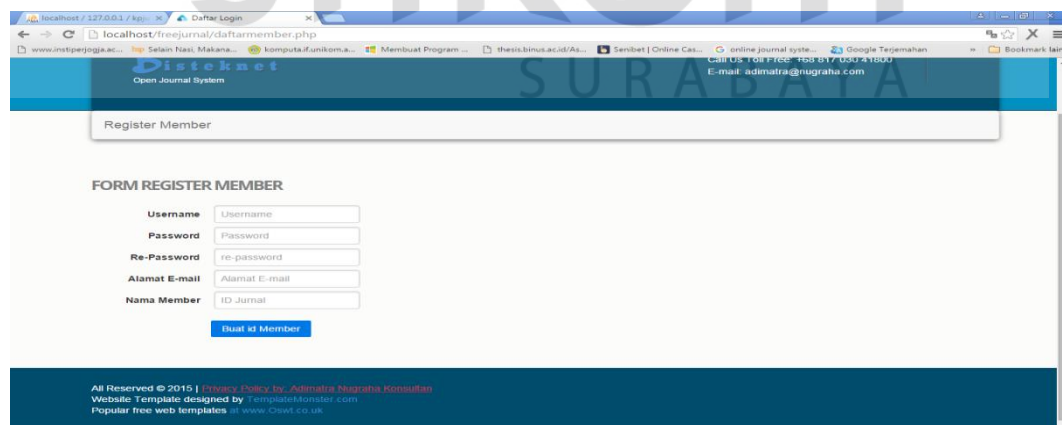 localhost / 127.0.0.1 / kpjo
Daftar Login
localhost/freejurnal/daftarmember.php
www.instiperjogja.ac... Selain Nasi, Makana... komputa.if.unikom.a... Membuat Program ... thesis.binus.ac.id/As... Senibet | Online Cas... online journal syste... Google Terjemahan » Bookmark lain
Disteknet
Open Journal System
Call Us Toll Free: +68 817 030 41800
E-mail: adimatra@nugraha.com
SURABAYA
Register Member
FORM REGISTER MEMBER
Username Username
Password Password
Re-Password re-password
Alamat E-mail Alamat E-mail
Nama Member ID Jurnal
Buat id Member
All Reserved © 2015 | Privacy Policy by: Adimatra Nugraha Konsultan
Website Template designed by TemplateMonster.com
Popular free web templates at www.Oswt.co.uk